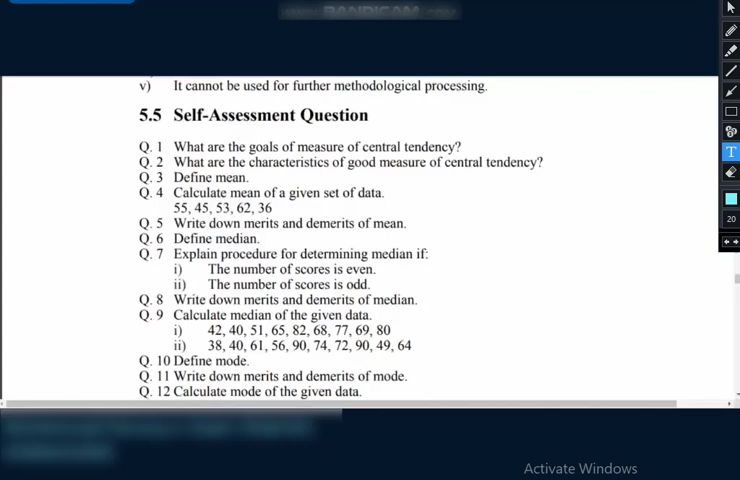 BANDICAM
v) It cannot be used for further methodological processing.
5.5 Self-Assessment Question
Q. 1 What are the goals of measure of central tendency?
Q. 2 What are the characteristics of good measure of central tendency?
Q. 3 Define mean.
Q. 4 Calculate mean of a given set of data.
55, 45, 53, 62, 36
Q. 5 Write down merits and demerits of mean.
Q. 6 Define median.
Q. 7 Explain procedure for determining median if:
i) The number of scores is even.
ii) The number of scores is odd.
Q. 8 Write down merits and demerits of median.
Q. 9 Calculate median of the given data.
i) 42, 40, 51, 65, 82, 68, 77, 69, 80
ii) 38, 40, 61, 56, 90, 74, 72, 90, 49, 64
Q. 10 Define mode.
Q. 11 Write down merits and demerits of mode.
Q. 12 Calculate mode of the given data.
T
20
Activate Windows